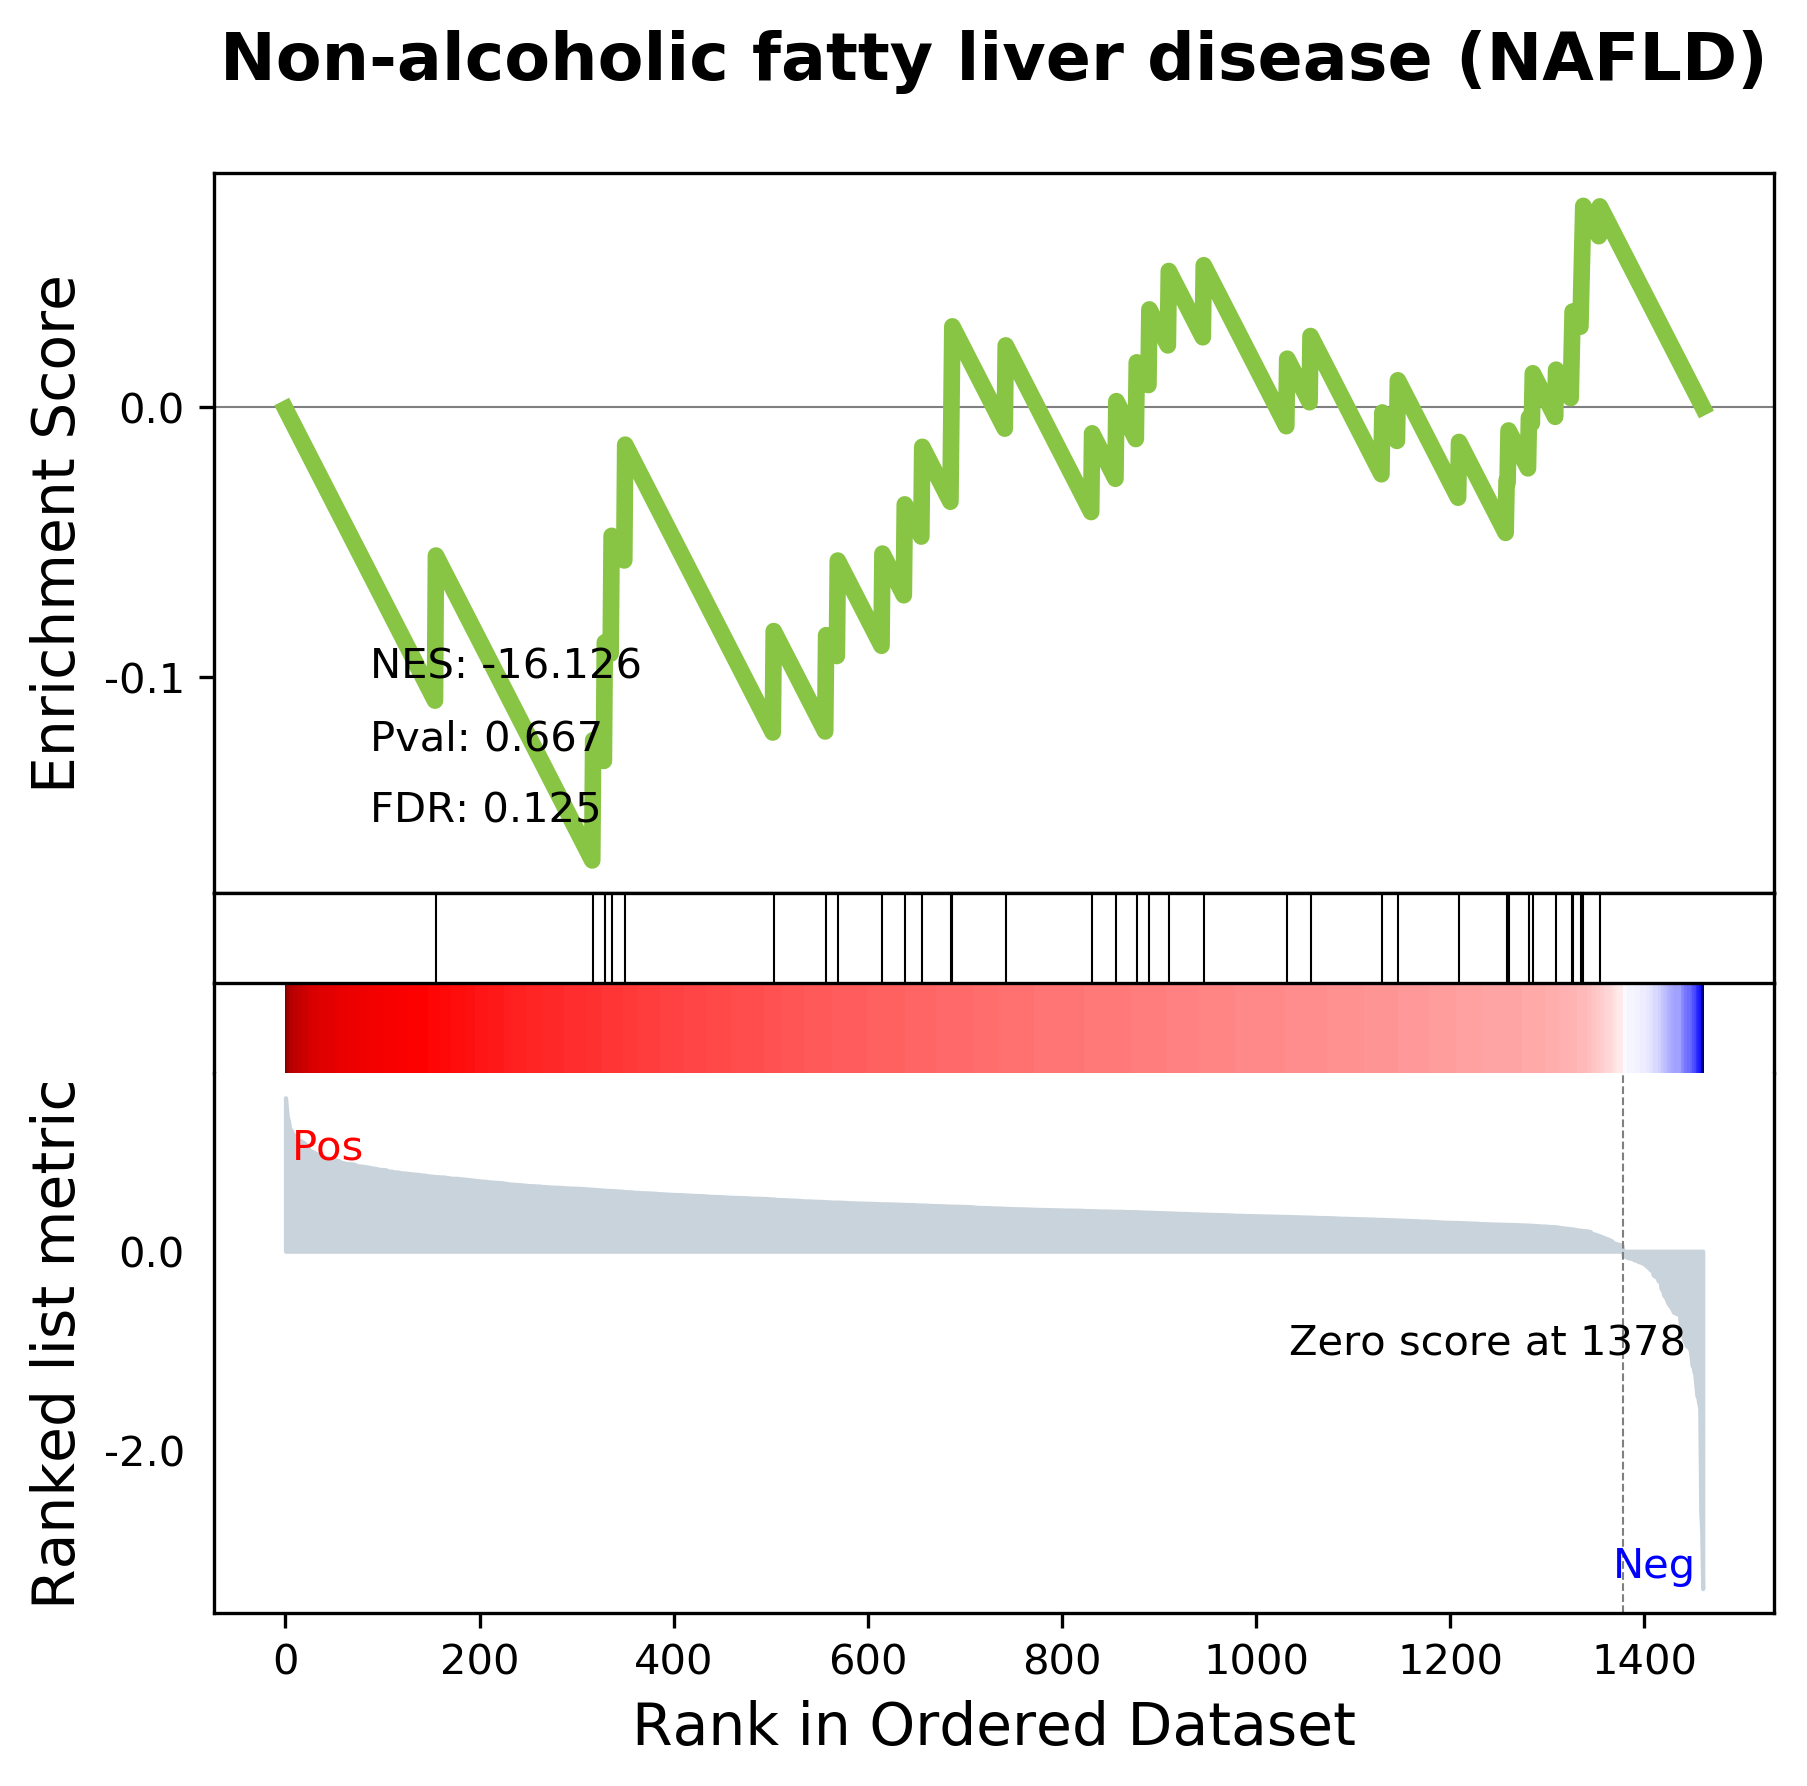 Non-alcoholic fatty liver disease (NAFLD)
Enrichment Score
0.0
-0.1
NES: -16.126
Pval: 0.667
FDR: 0.125
Ranked list metric
Pos
0.0
Zero score at 1378
-2.0
Neg
0 200 400 600 800 1000 1200 1400
Rank in Ordered Dataset